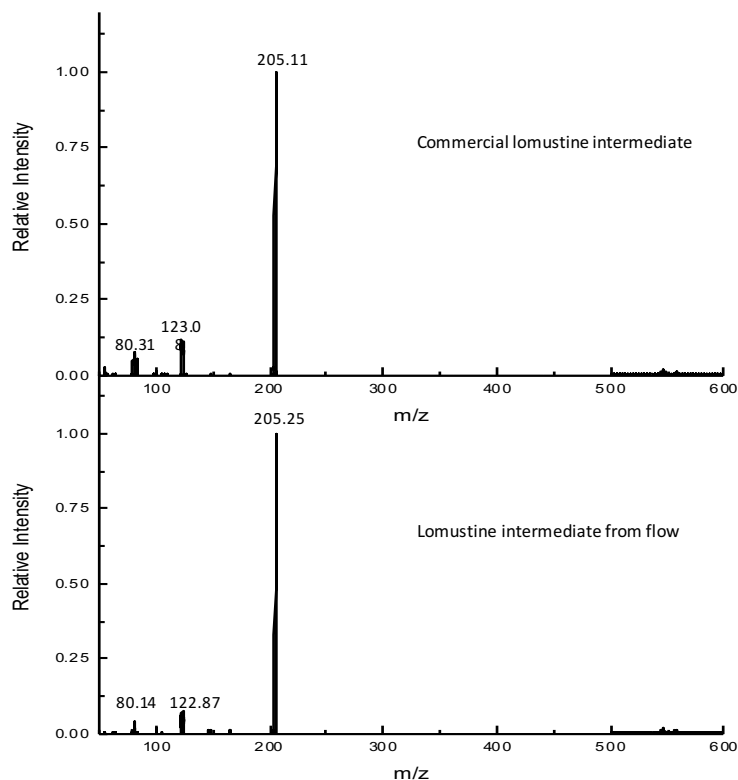 205.11
1.00
Commercial lomustine intermediate
0.75
Relative Intensity
0.50
0.25
123.0
8
80.31
0.00
100 200 300 400 500 600
m/z
205.25
1.00
0.75
Lomustine intermediate from flow
Relative Intensity
0.50
0.25
80.14 122.87
0.00
100 200 300 400 500 600
m/z